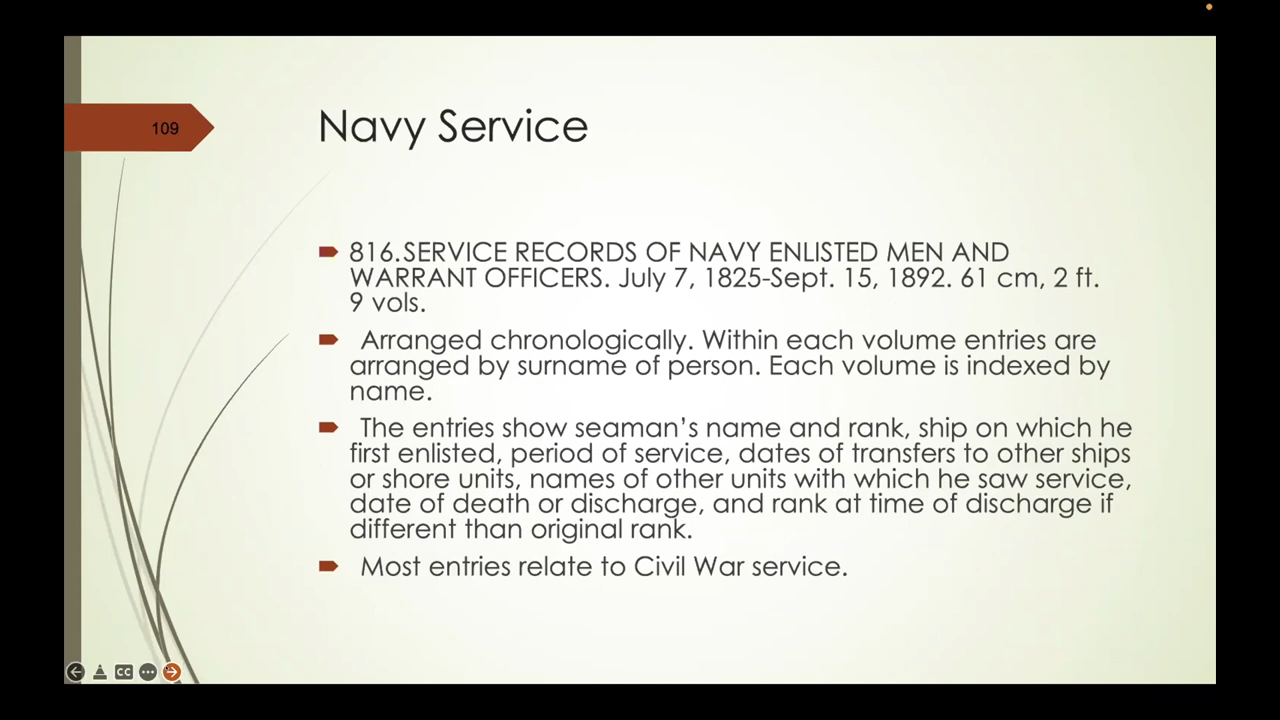 109
Navy Service
816.SERVICE RECORDS OF NAVY ENLISTED MEN AND
WARRANT OFFICERS. July 7, 1825-Sept. 15, 1892. 61 cm, 2 ft.
9 vols.
Arranged chronologically. Within each volume entries are
arranged by surname of person. Each volume is indexed by
name.
The entries show seaman’s name and rank, ship on which he
first enlisted, period of service, dates of transfers to other ships
or shore units, names of other units with which he saw service,
date of death or discharge, and rank at time of discharge if
different than original rank.
Most entries relate to Civil War service.
CC